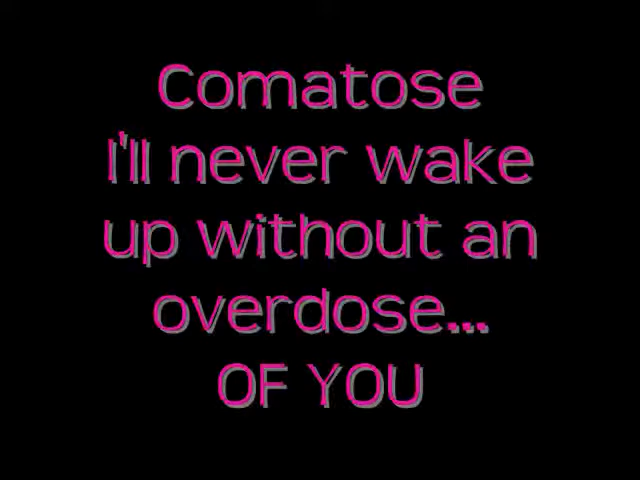 Comatose
I'll never wake
up without an
overdose...
OF YOU